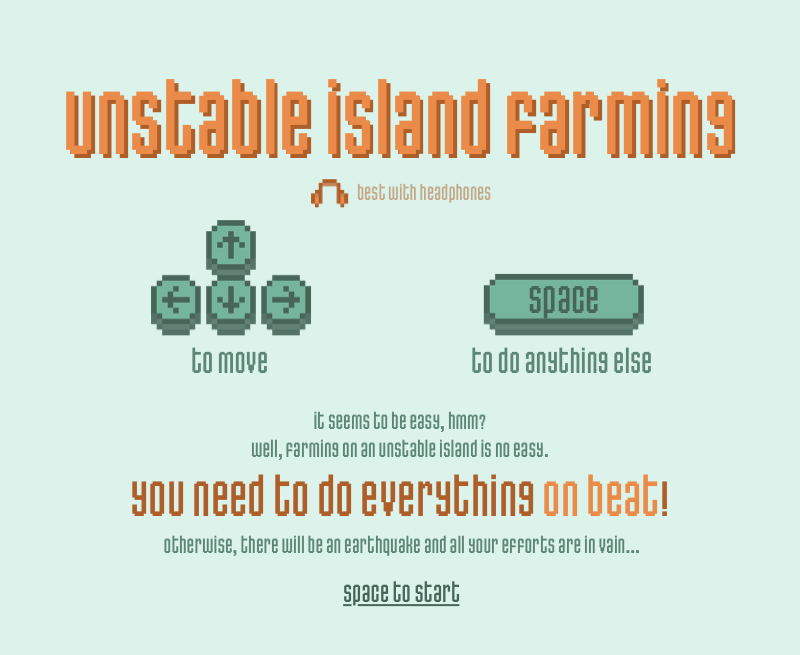 unstable island farming
best with headphones
space
to move
to do anything else
it seems to be easy, hmm?
well, farming on an unstable island is no easy.
you need to do everything on beat!
otherwise, there will be an earthquake and all your efforts are in vain...
space to start